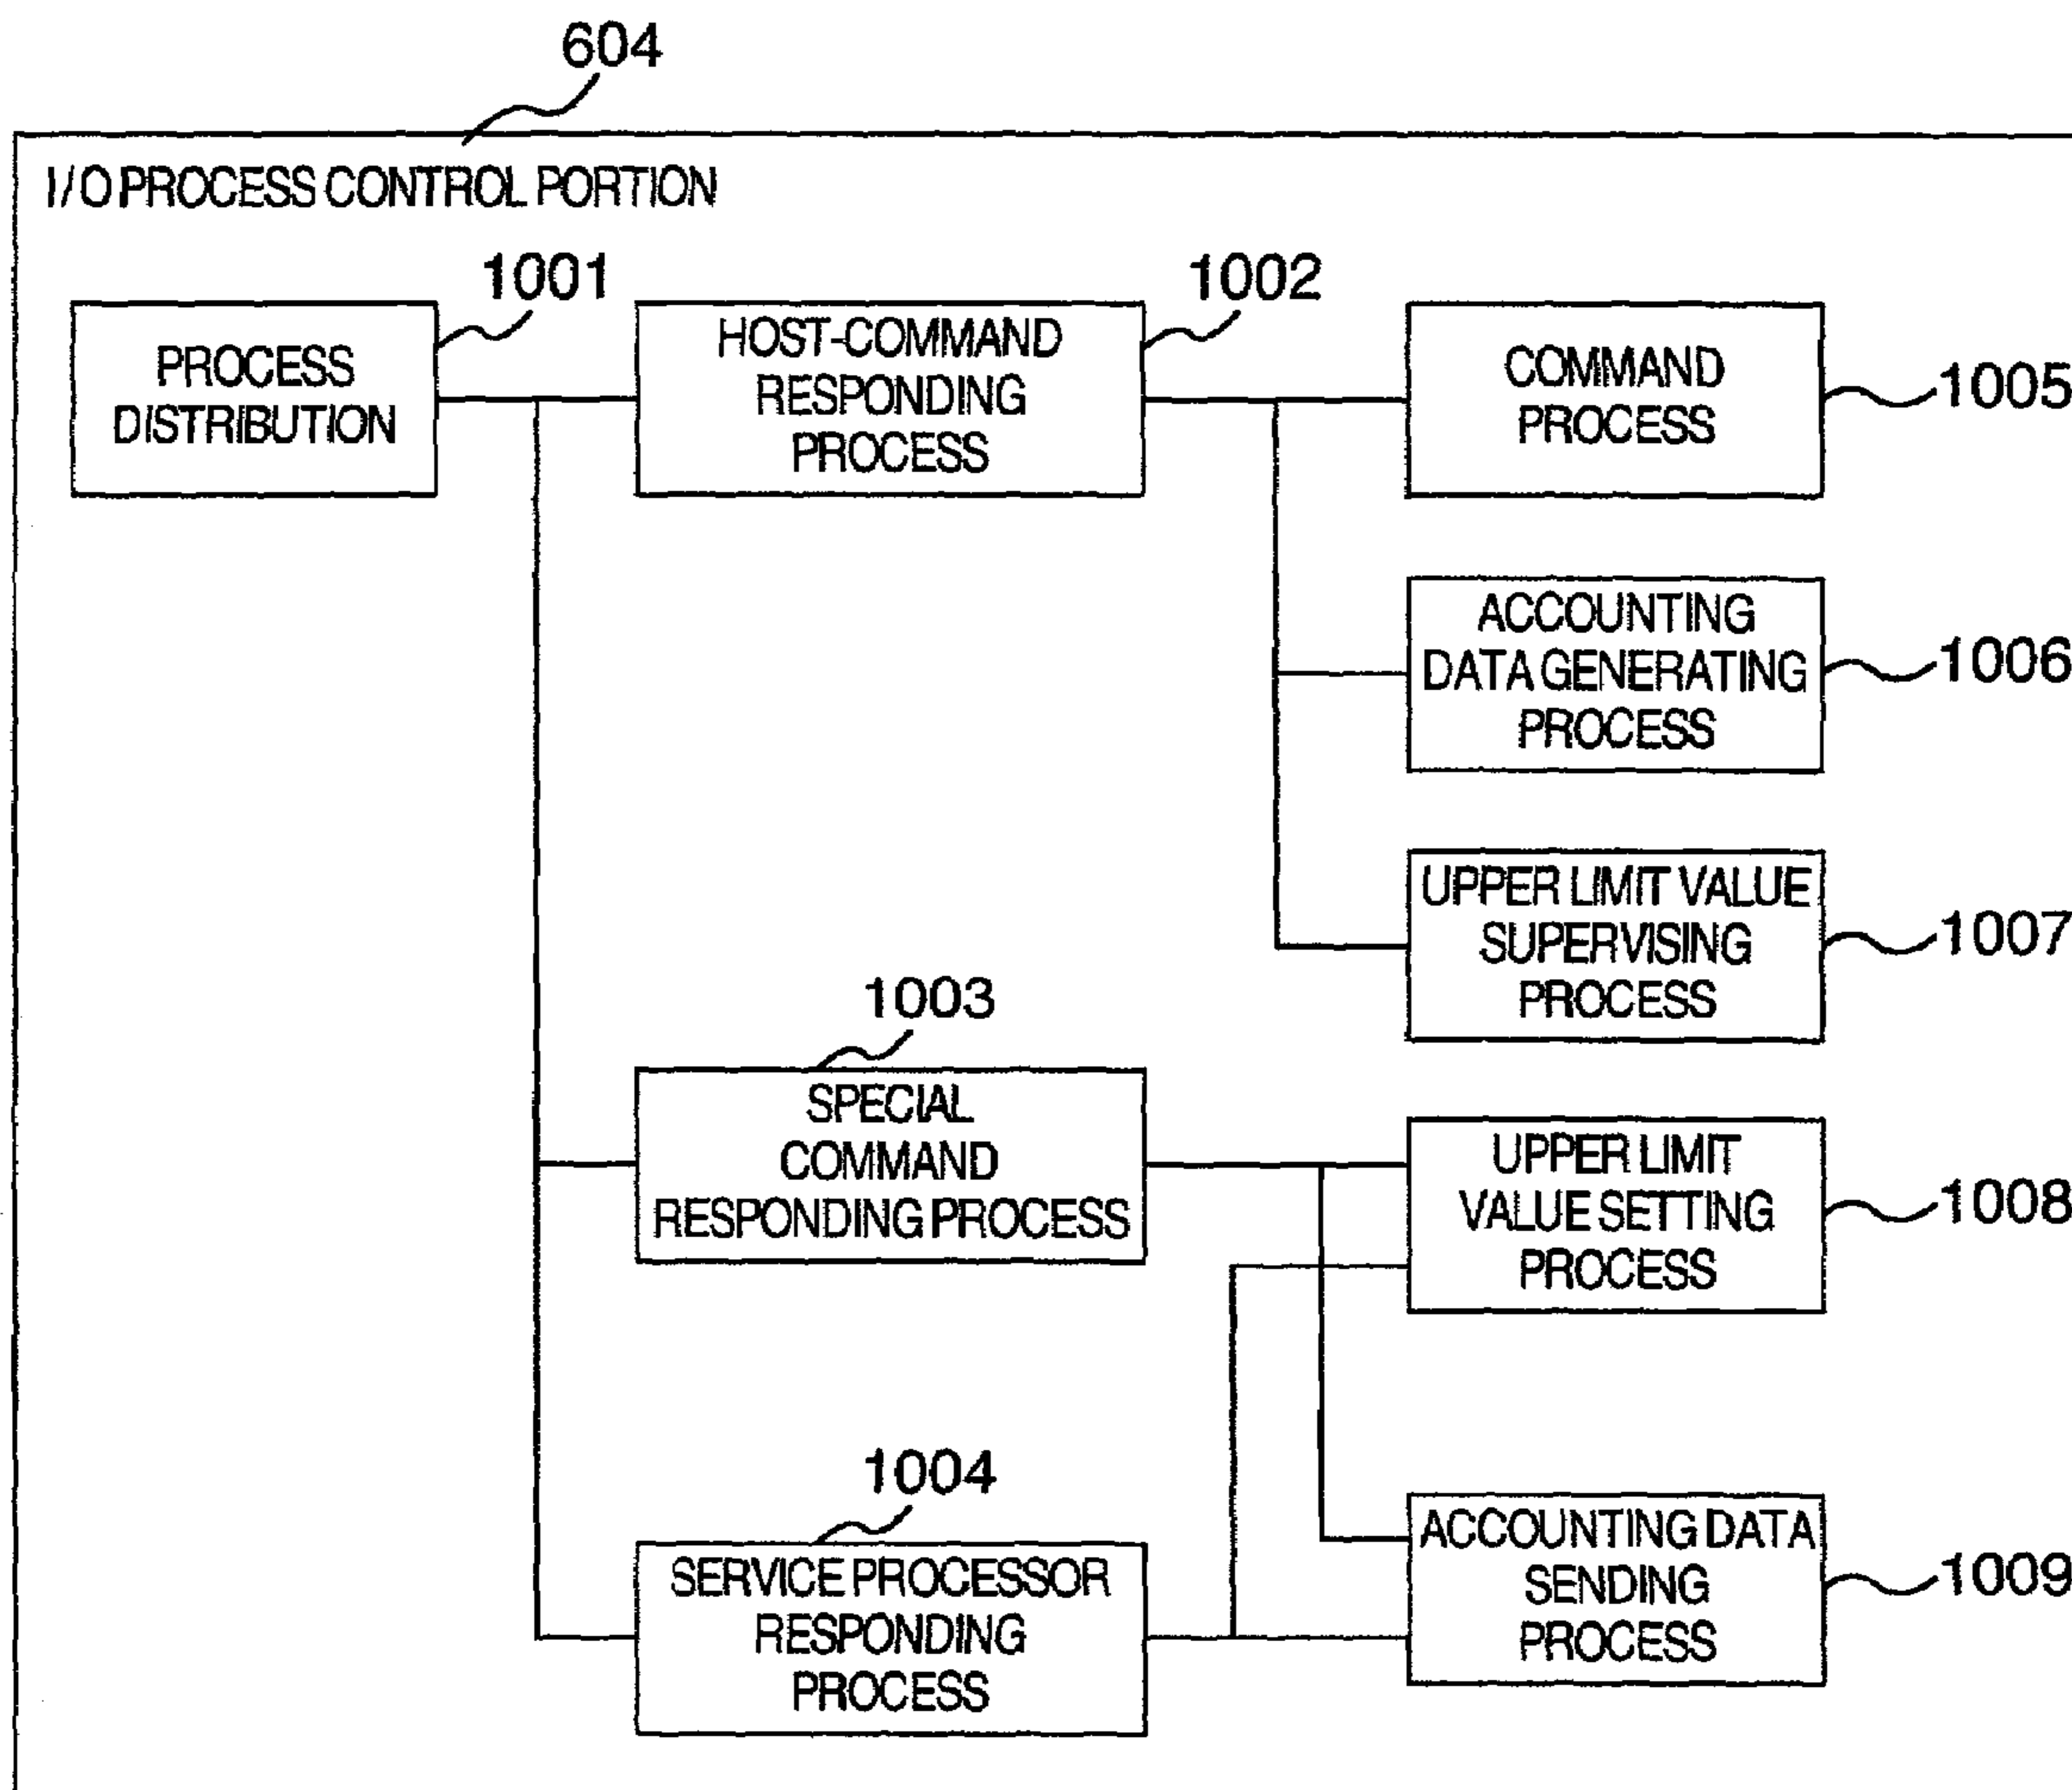 604
I/O PROCESS CONTROL PORTION
1001
1002
PROCESS
DISTRIBUTION
HOST-COMMAND
RESPONDING
PROCESS
COMMAND
PROCESS
1005
ACCOUNTING
DATA GENERATING
PROCESS
1006
UPPER LIMIT VALUE
SUPERVISING
PROCESS
1007
1003
SPECIAL
COMMAND
RESPONDING PROCESS
UPPER LIMIT
VALUE SETTING
PROCESS
1008
1004
SERVICE PROCESSOR
RESPONDING
PROCESS
ACCOUNTING DATA
SENDING
PROCESS
1009